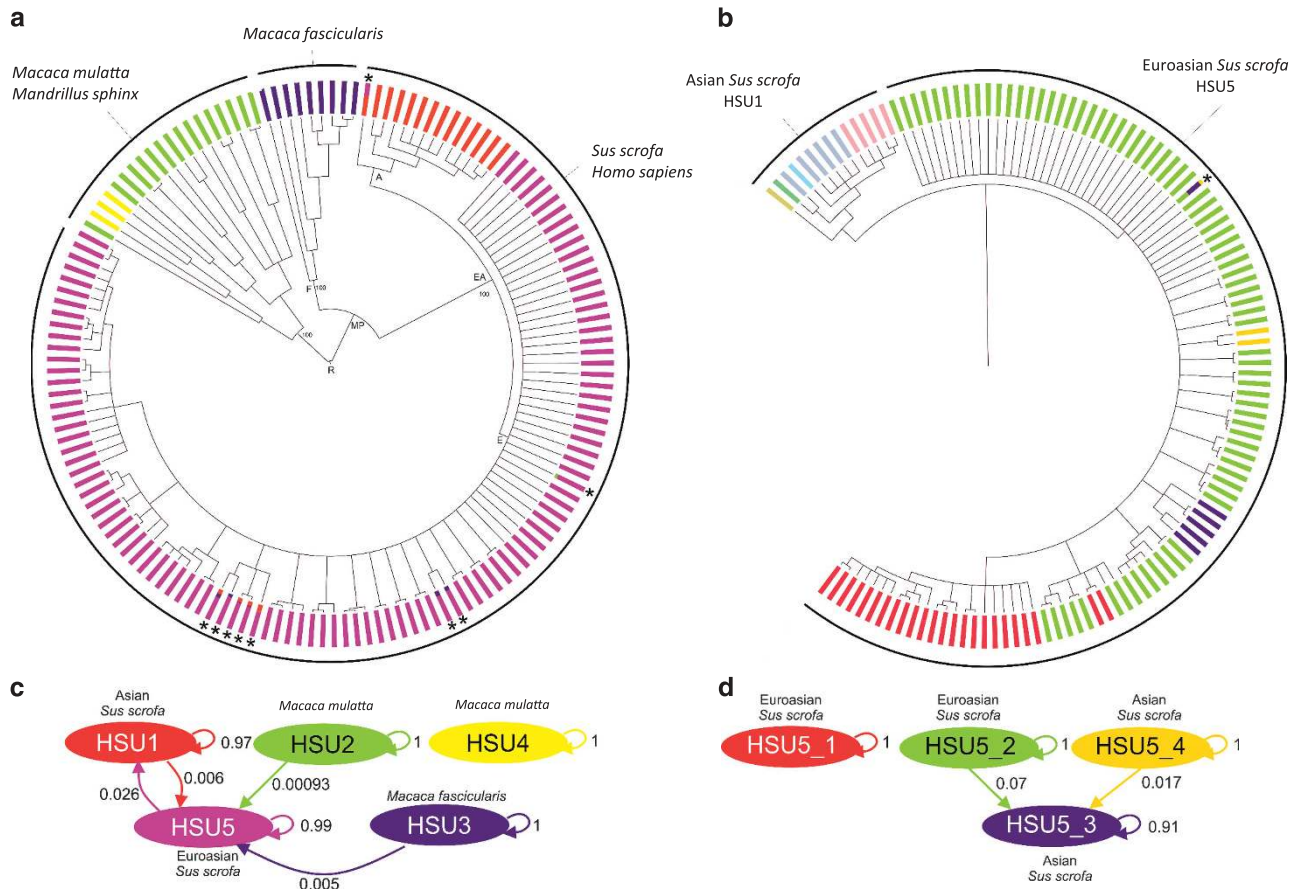 a
Macaca fascicularis
Macaca mulatta
Mandrillus sphinx
*
Sus scrofa
Homo sapiens
A
EA
100
F
100
MP
100
R
E
*
* * * * *
* *
b
Asian Sus scrofa
HSU1
Euroasian Sus scrofa
HSU5
*
c
Asian
Sus scrofa
HSU1
0.97
Macaca mulatta
HSU2
1
Macaca mulatta
HSU4
1
0.026
0.006
0.00093
HSU5
0.99
Euroasian
Sus scrofa
Macaca fascicularis
HSU3
1
0.005
d
Euroasian
Sus scrofa
HSU5_1
1
Euroasian
Sus scrofa
HSU5_2
1
Asian
Sus scrofa
HSU5_4
1
0.07
0.017
HSU5_3
0.91
Asian
Sus scrofa